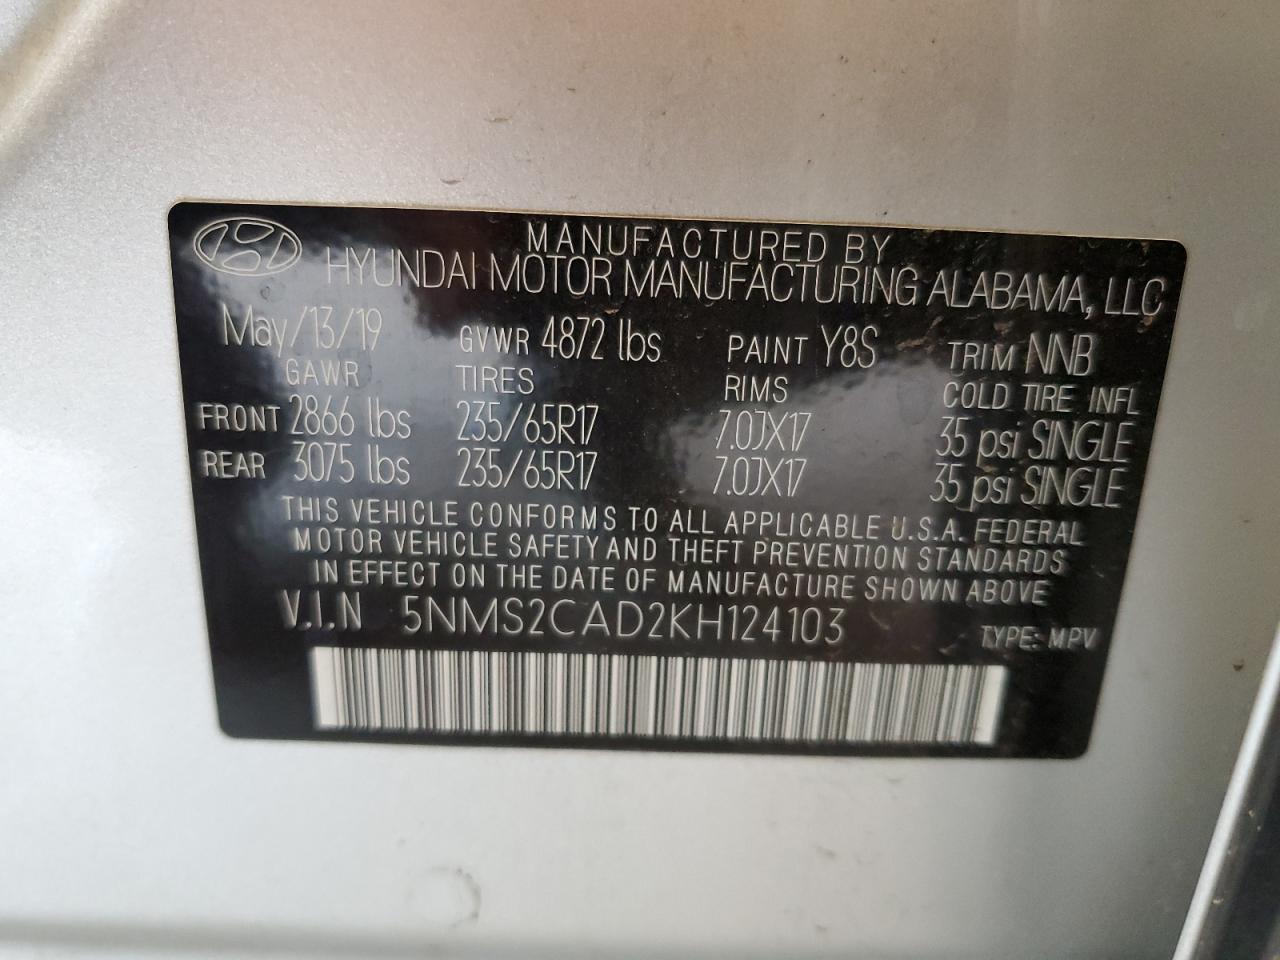 MANUFACTURED BY
HYUNDAI MOTOR MANUFACTURING ALABAMA, LLC
May/13/19 GVWR 4872 lbs PAINT Y8S TRIM NNB
GAWR TIRES RIMS COLD TIRE INFL
FRONT 2866 lbs 235/65R17 7.0JX17 35 psi SINGLE
REAR 3075 lbs 235/65R17 7.0JX17 35 psi SINGLE
THIS VEHICLE CONFORMS TO ALL APPLICABLE U.S.A. FEDERAL
MOTOR VEHICLE SAFETY AND THEFT PREVENTION STANDARDS
IN EFFECT ON THE DATE OF MANUFACTURE SHOWN ABOVE
V.I.N 5NMS2CAD2KH124103 TYPE: MPV